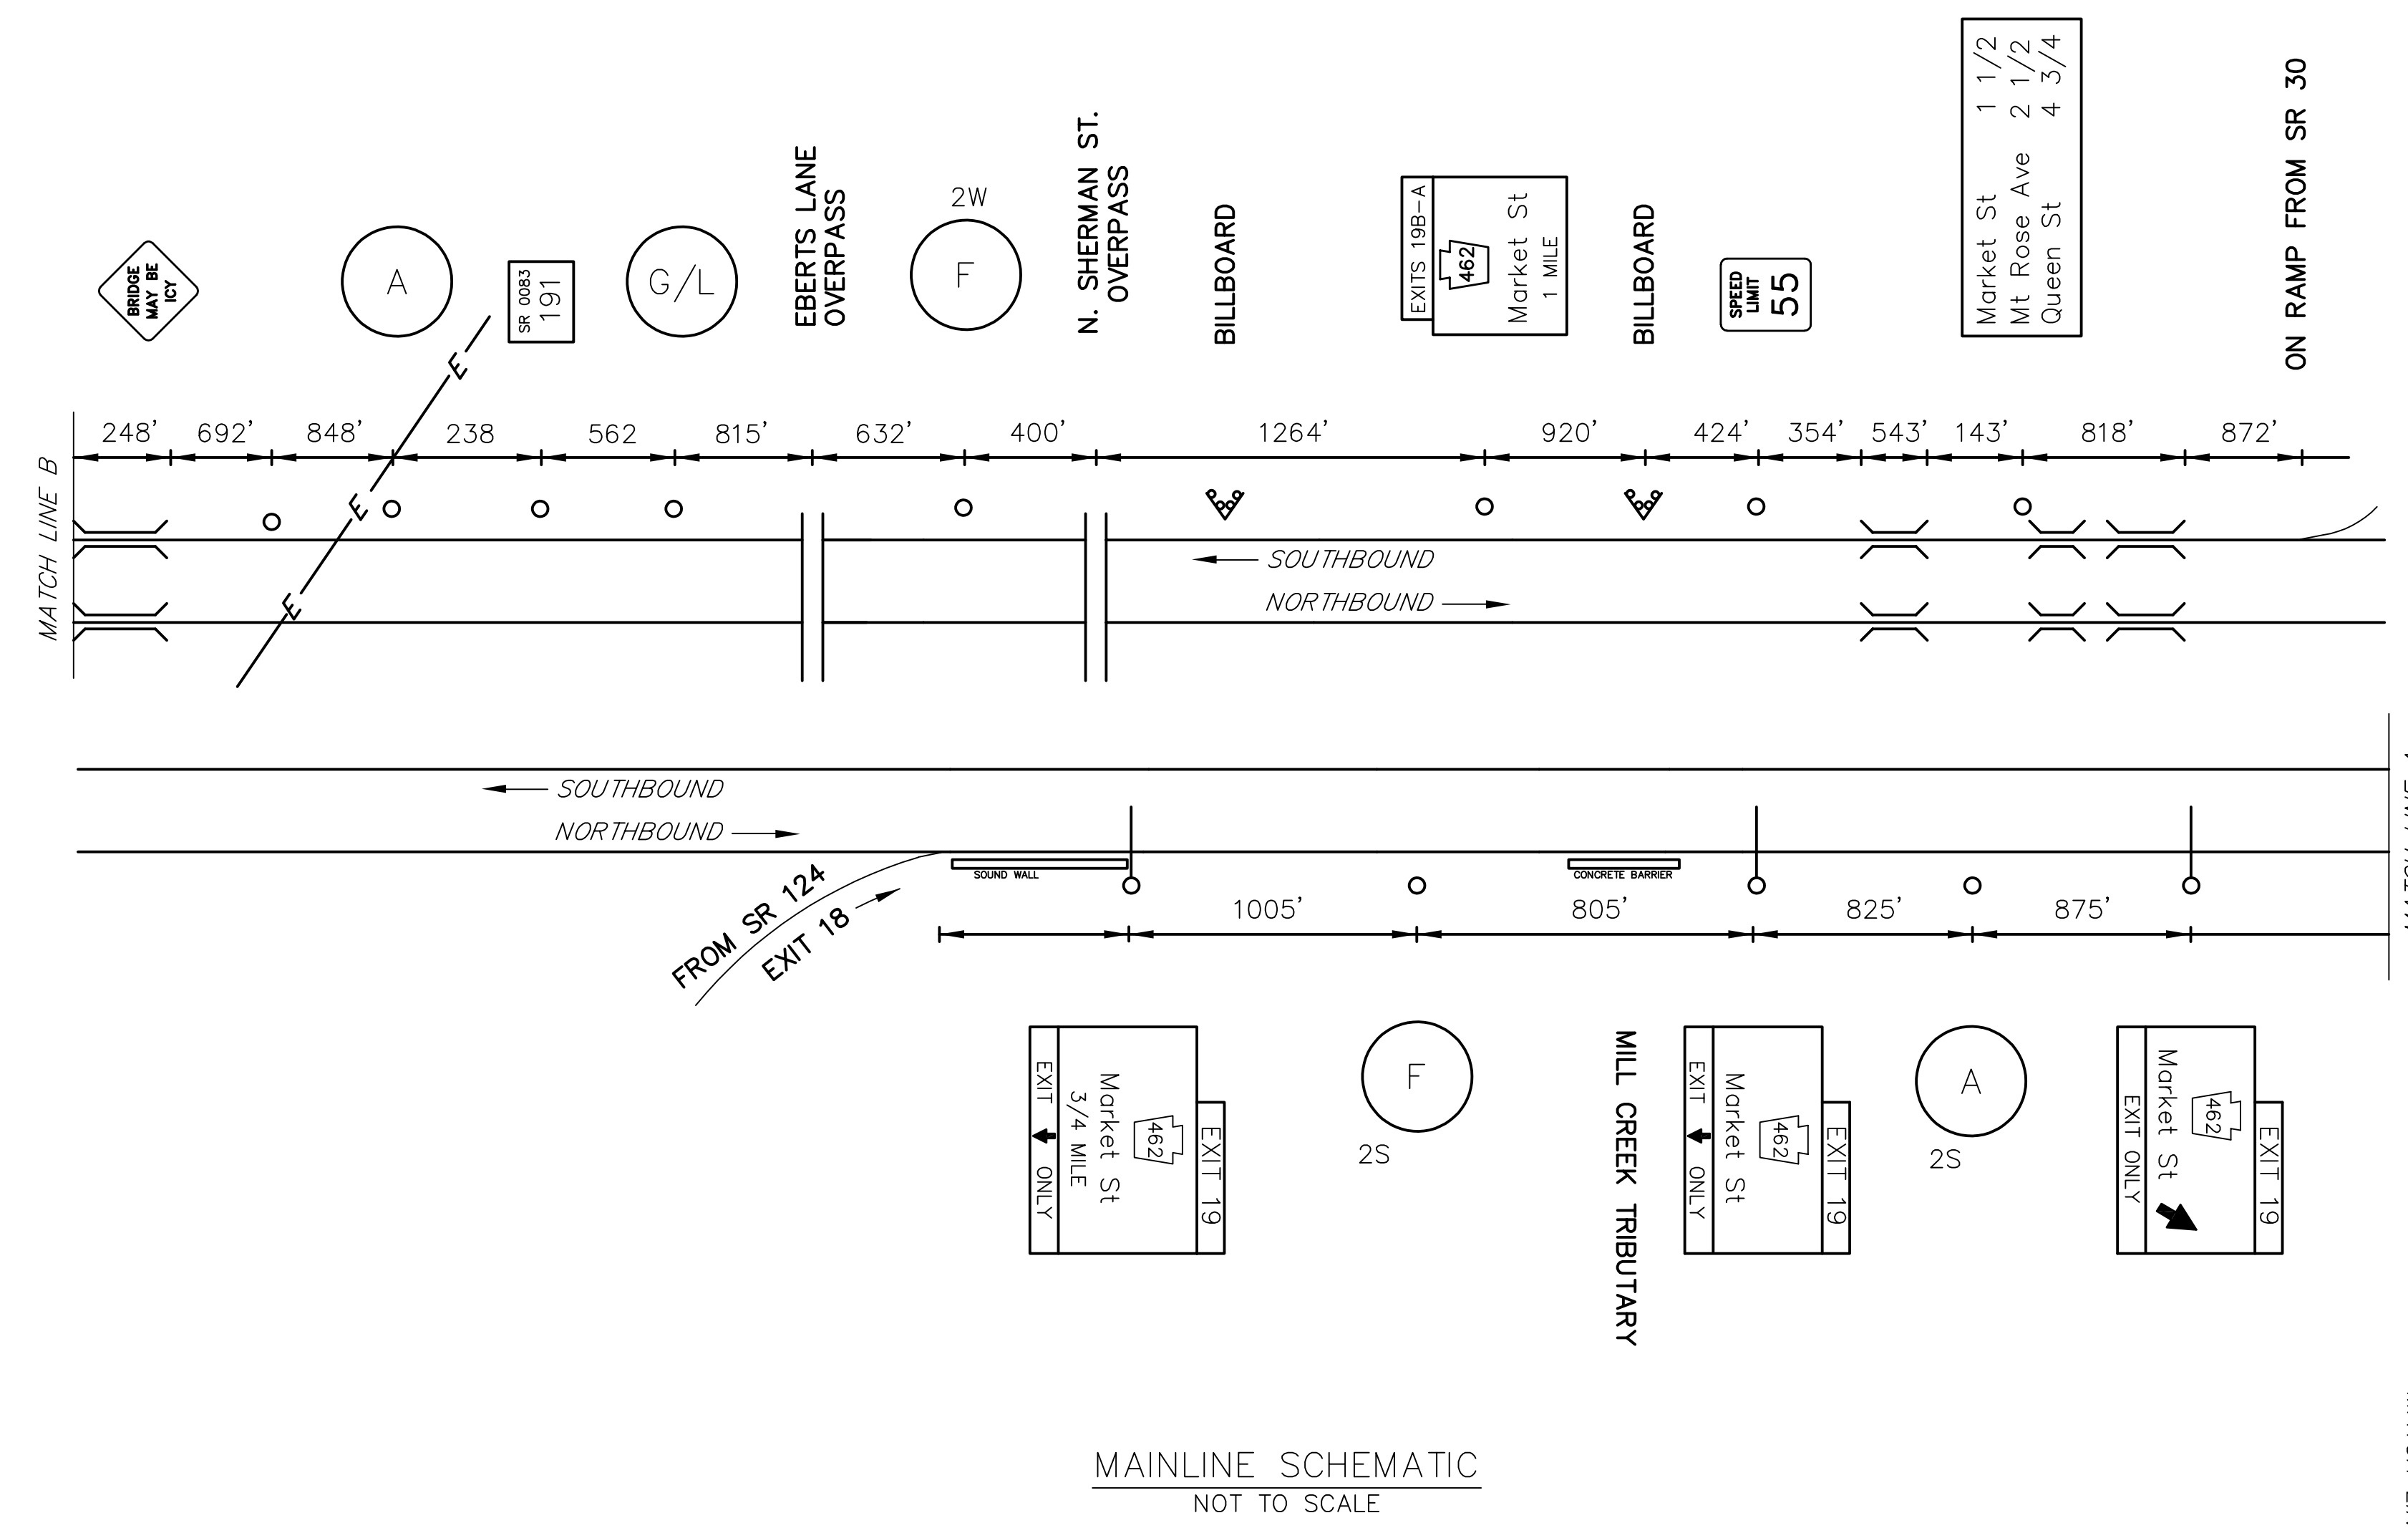 BRIDGE
MAY BE
ICY
A
SR 0083
191
G/L
EBERTS LANE
OVERPASS
2W
F
N. SHERMAN ST.
OVERPASS
BILLBOARD
EXITS 19B-A
462
Market St
1 MILE
BILLBOARD
SPEED
LIMIT
55
Market St 1 1/2
Mt Rose Ave 2 1/2
Queen St 4 3/4
ON RAMP FROM SR 30
248' 692' 848' 238 562 815' 632' 400' 1264' 920' 424' 354' 543' 143' 818' 872'
MATCH LINE B
E
E
E
SOUTHBOUND
NORTHBOUND
SOUTHBOUND
NORTHBOUND
FROM SR 124
EXIT 18
SOUND WALL
CONCRETE BARRIER
1005' 805' 825' 875'
EXIT 19
462
Market St
3/4 MILE
EXIT ONLY
F
2S
MILL CREEK TRIBUTARY
EXIT 19
462
Market St
EXIT ONLY
A
2S
EXIT 19
462
Market St
EXIT ONLY
MAINLINE SCHEMATIC
NOT TO SCALE